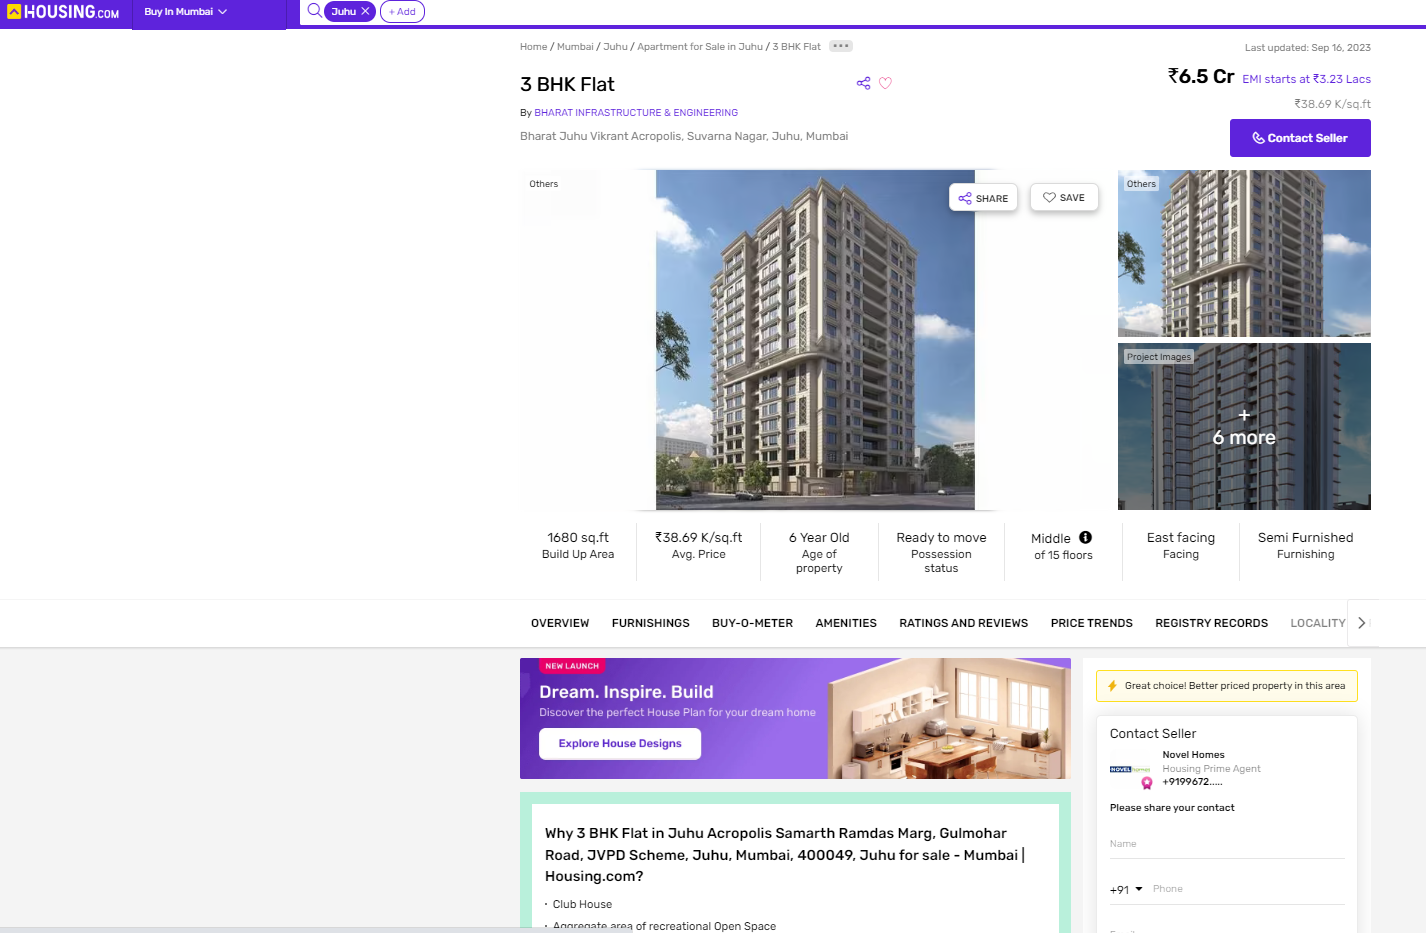 HOUSING.COM
Buy In Mumbai
Juhu
+ Add
Home / Mumbai / Juhu / Apartment for Sale in Juhu / 3 BHK Flat
Last updated: Sep 16, 2023
3 BHK Flat
₹6.5 Cr EMI starts at ₹3.23 Lacs
₹38.69 K/sq.ft
By BHARAT INFRASTRUCTURE & ENGINEERING
Bharat Juhu Vikrant Acropolis, Suvarna Nagar, Juhu, Mumbai
Contact Seller
Others
SHARE
SAVE
Others
Project Images
+
6 more
1680 sq.ft
Build Up Area
₹38.69 K/sq.ft
Avg. Price
6 Year Old
Age of
property
Ready to move
Possession
status
Middle
of 15 floors
East facing
Facing
Semi Furnished
Furnishing
OVERVIEW
FURNISHINGS
BUY-O-METER
AMENITIES
RATINGS AND REVIEWS
PRICE TRENDS
REGISTRY RECORDS
LOCALITY
NEW LAUNCH
Dream. Inspire. Build
Discover the perfect House Plan for your dream home
Explore House Designs
Great choice! Better priced property in this area
Contact Seller
Novel Homes
Housing Prime Agent
+9199672.....
Please share your contact
Name
+91
Phone
Why 3 BHK Flat in Juhu Acropolis Samarth Ramdas Marg, Gulmohar
Road, JVPD Scheme, Juhu, Mumbai, 400049, Juhu for sale - Mumbai |
Housing.com?
· Club House
· Aggregate area of recreational Open Space